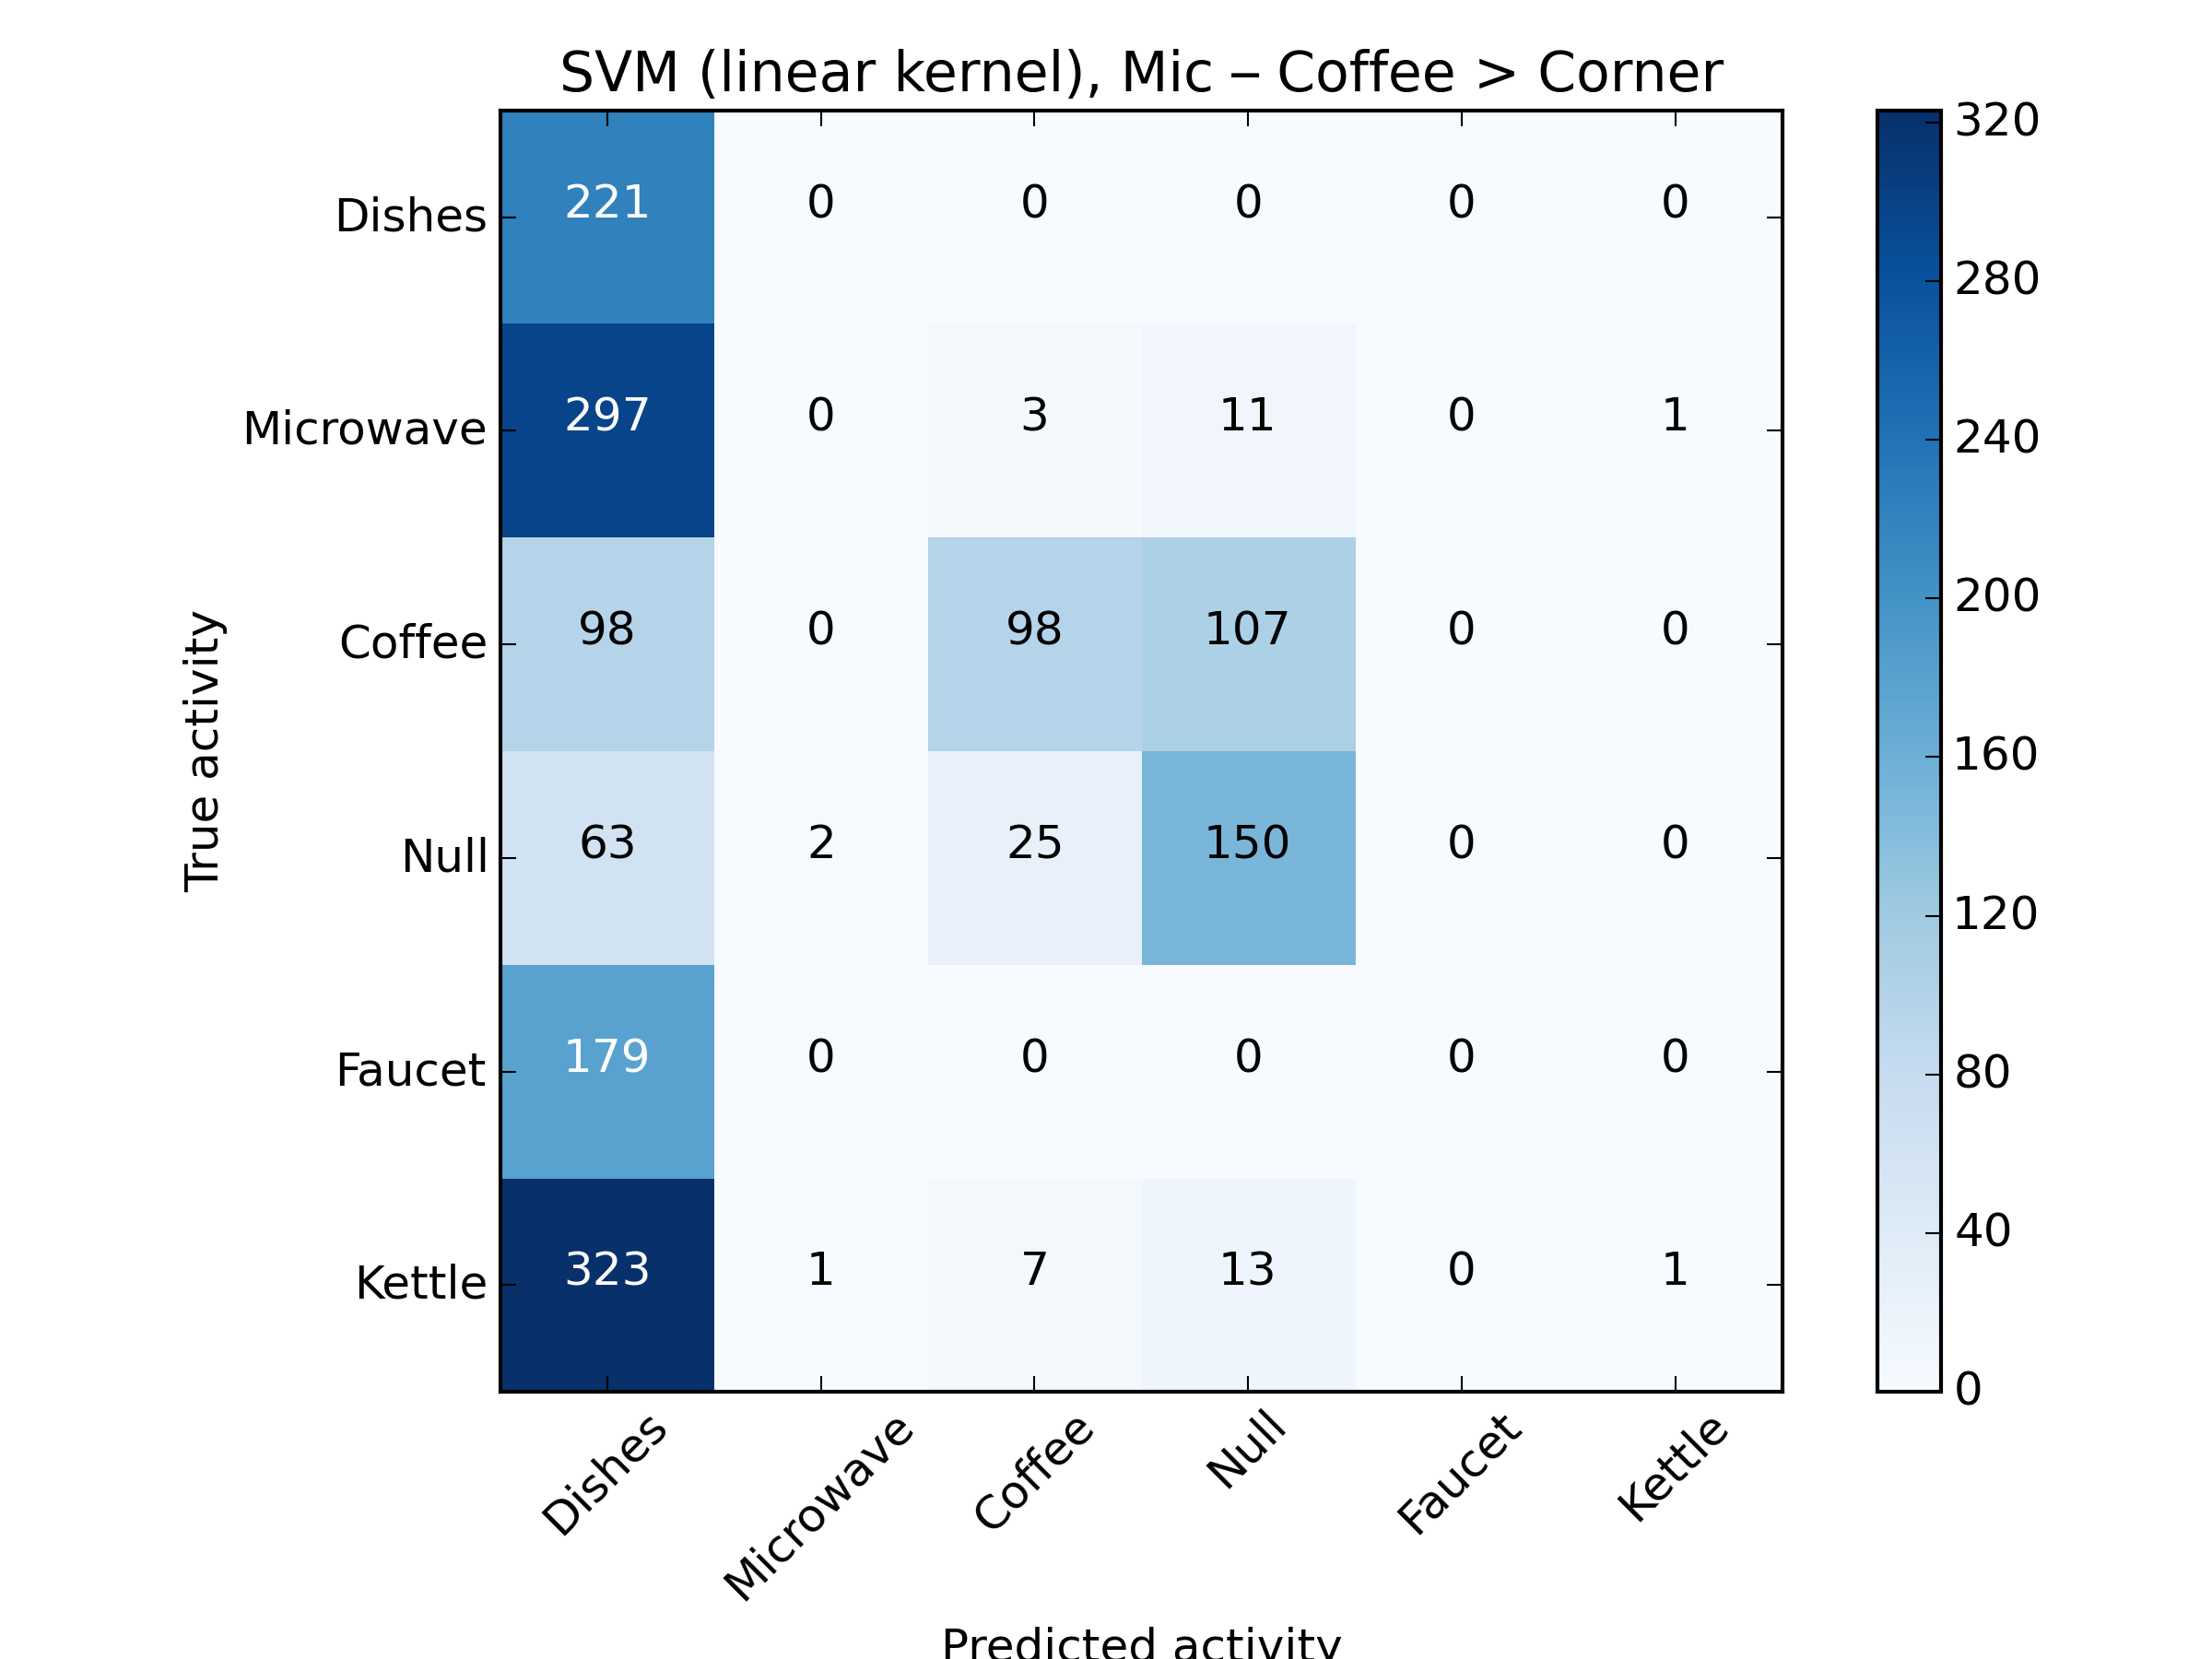 SVM (linear kernel), Mic – Coffee > Corner
True activity
Dishes 221 0 0 0 0 0
Microwave 297 0 3 11 0 1
Coffee 98 0 98 107 0 0
Null 63 2 25 150 0 0
Faucet 179 0 0 0 0 0
Kettle 323 1 7 13 0 1
Dishes Microwave Coffee Null Faucet Kettle
Predicted activity
320
280
240
200
160
120
80
40
0